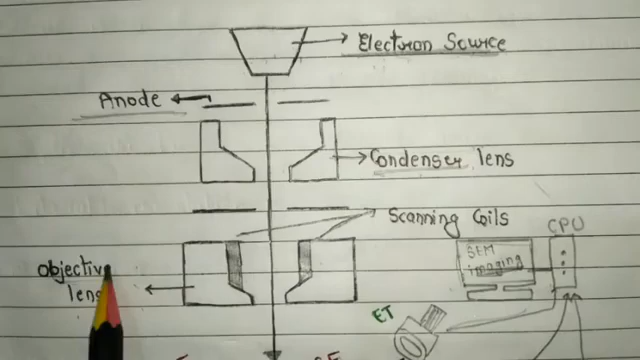 Electron Source
Anode
Condenser lens
Scanning Coils
CPU
SEM
imaging
Objective
lens
ET